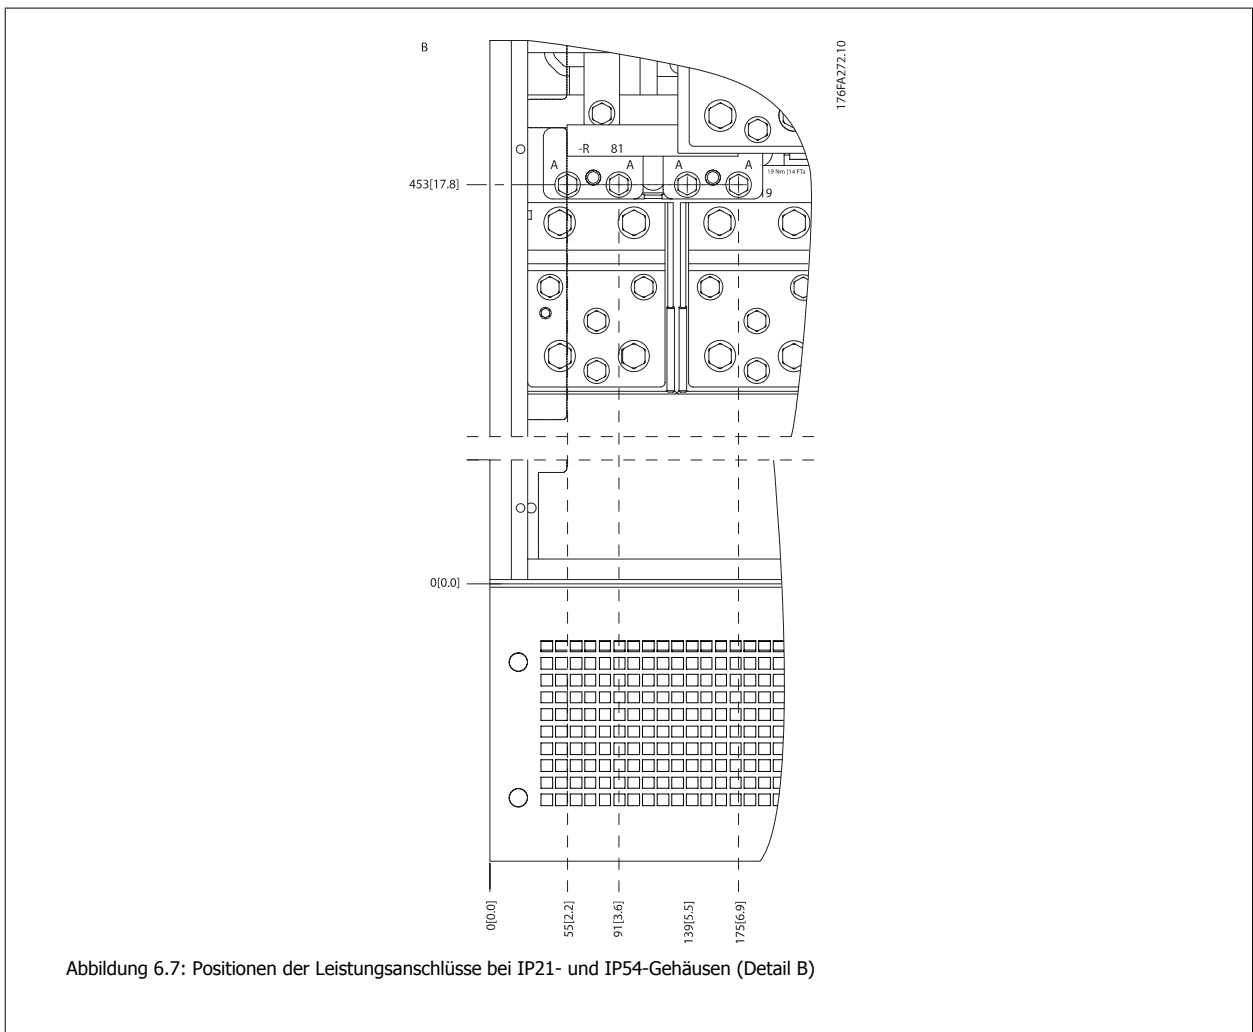 B
176FA272.10
-R 81
A A A A
19 Nm [14 FTa
453[17.8]
19
0[0.0]
0[0.0]
55[2.2]
91[3.6]
139[5.5]
175[6.9]
Abbildung 6.7: Positionen der Leistungsanschlüsse bei IP21- und IP54-Gehäusen (Detail B)